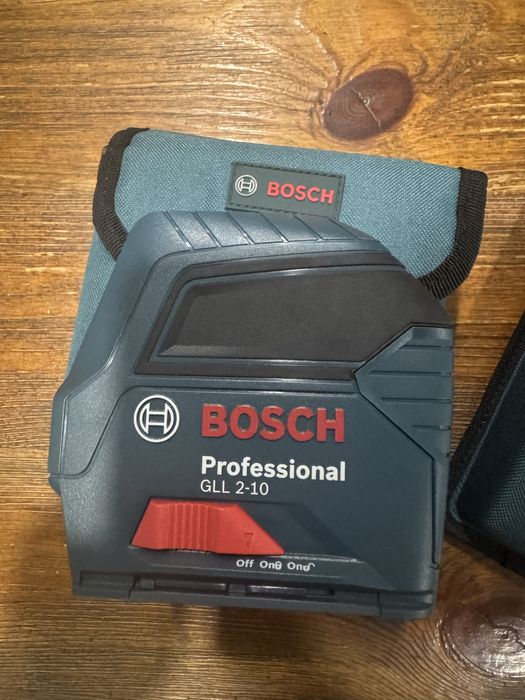 BOSCH
BOSCH
Professional
GLL 2-10
Off On On